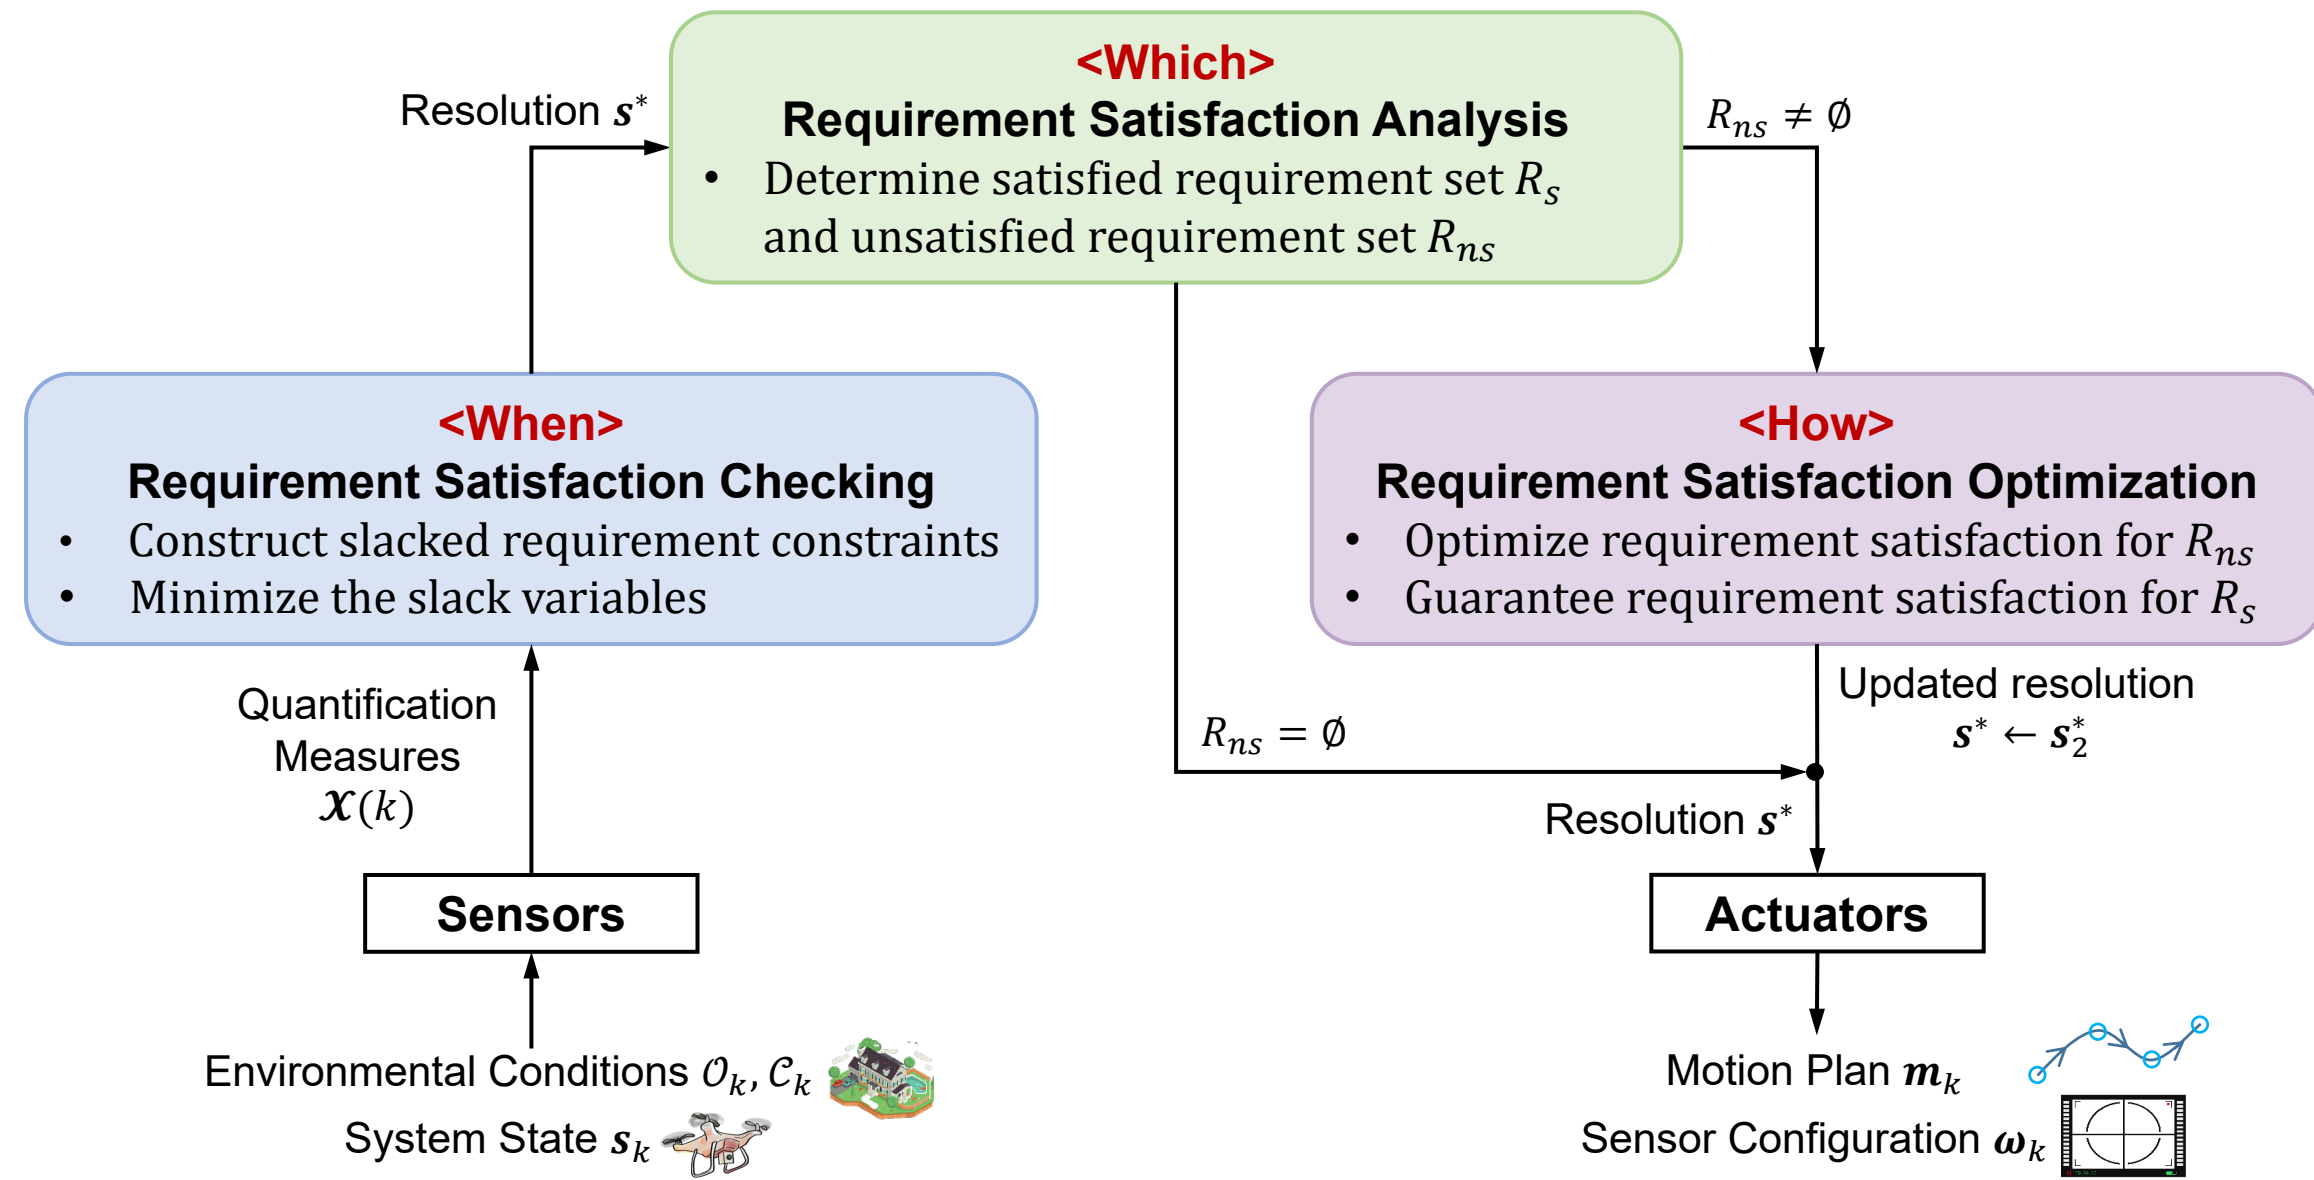 <Which>
Requirement Satisfaction Analysis
• Determine satisfied requirement set R_s
and unsatisfied requirement set R_ns
Resolution s*
R_ns ≠ ∅
<When>
Requirement Satisfaction Checking
• Construct slacked requirement constraints
• Minimize the slack variables
<How>
Requirement Satisfaction Optimization
• Optimize requirement satisfaction for R_ns
• Guarantee requirement satisfaction for R_s
Quantification
Measures
𝓧(k)
R_ns = ∅
Updated resolution
s* ← s₂*
Resolution s*
Sensors
Actuators
Environmental Conditions 𝒪_k, 𝒞_k
System State s_k
Motion Plan m_k
Sensor Configuration ω_k